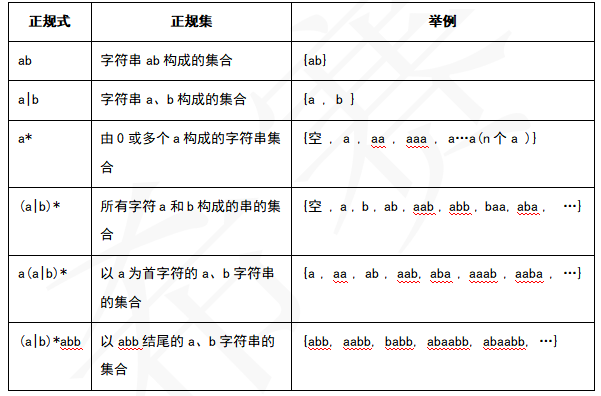 正规式 正规集 举例
ab 字符串 ab 构成的集合 {ab}
a|b 字符串 a、b 构成的集合 {a , b }
a* 由 0 或多个 a 构成的字符串集 {空 , a , aa , aaa , a…a(n 个 a )}
合
(a|b)* 所有字符 a 和 b 构成的串的集 {空 , a , b , ab , aab , abb , baa, aba , …}
合
a(a|b)* 以 a 为首字符的 a、b 字符串 {a , aa , ab , aab, aba , aaab , aaba , …}
的集合
(a|b)*abb 以 abb 结尾的 a、b 字符串的 {abb, aabb, babb, abaabb, abaabb, …}
集合
希赛